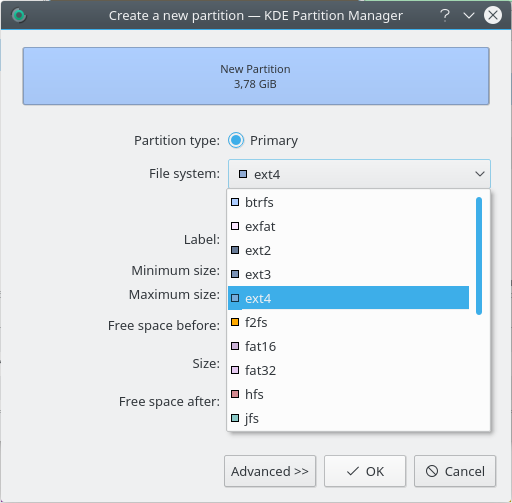 Create a new partition — KDE Partition Manager
New Partition
3,78 GiB
Partition type: Primary
File system: ext4
btrfs
exfat
Label:
ext2
Minimum size:
ext3
Maximum size:
ext4
Free space before:
f2fs
fat16
Size:
fat32
Free space after:
hfs
jfs
Advanced >>
OK
Cancel